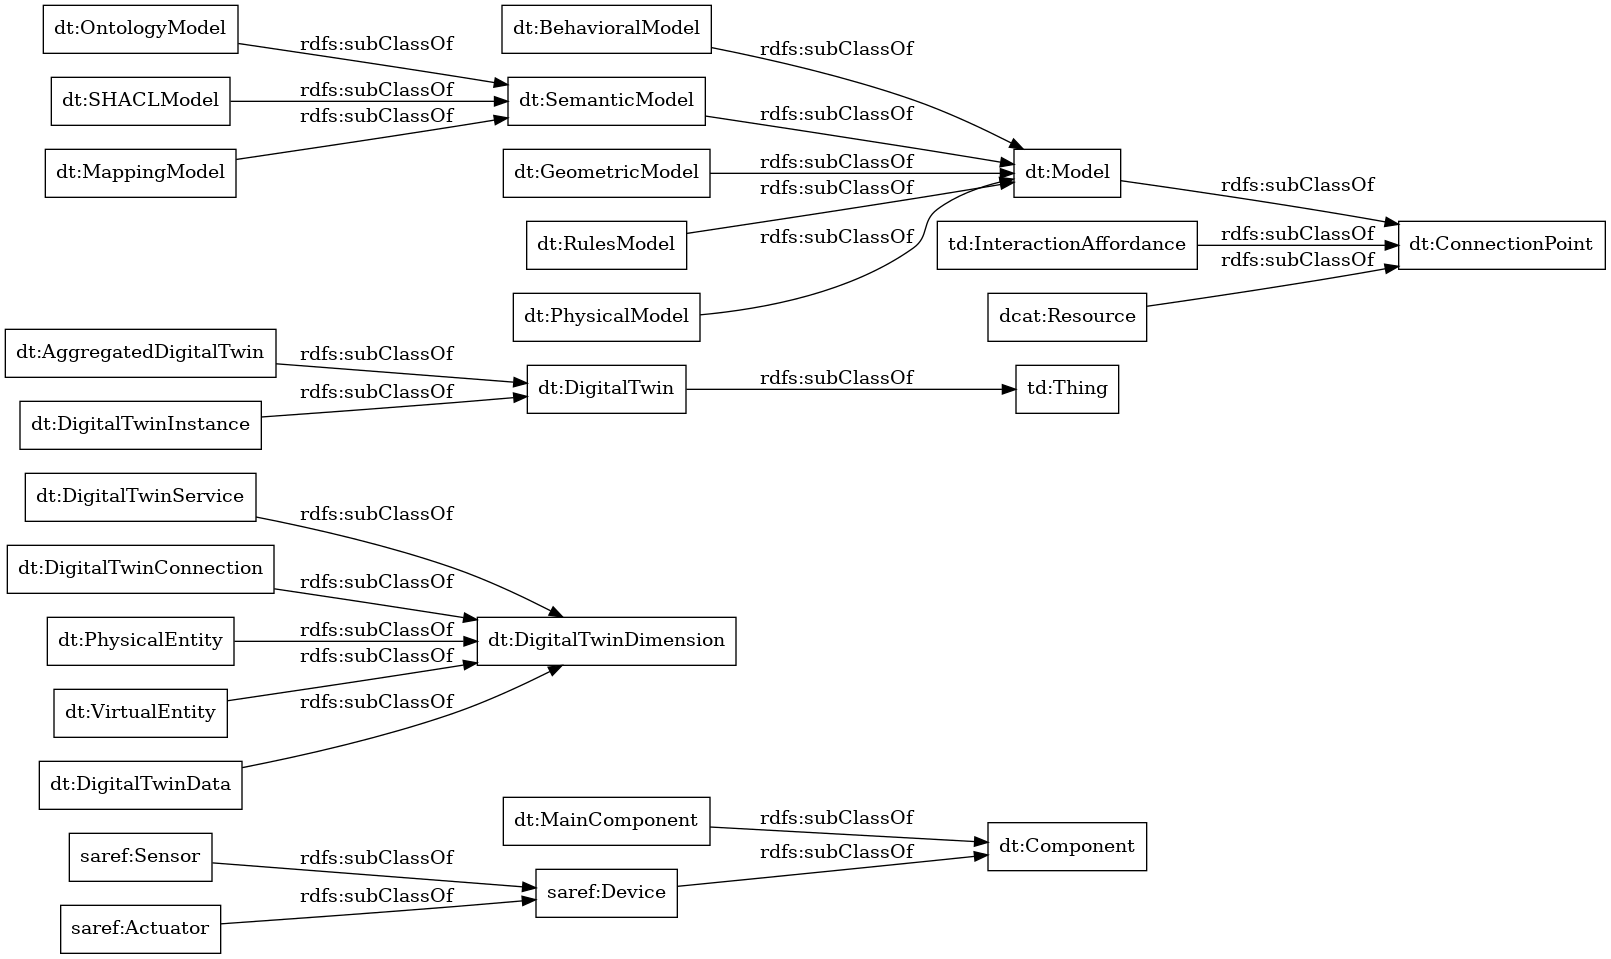 dt:OntologyModel
rdfs:subClassOf
dt:BehavioralModel
rdfs:subClassOf
dt:SHACLModel
rdfs:subClassOf
dt:SemanticModel
rdfs:subClassOf
rdfs:subClassOf
dt:MappingModel
dt:GeometricModel
rdfs:subClassOf
dt:Model
rdfs:subClassOf
rdfs:subClassOf
dt:RulesModel
rdfs:subClassOf
td:InteractionAffordance
rdfs:subClassOf
dt:ConnectionPoint
rdfs:subClassOf
dt:PhysicalModel
dcat:Resource
dt:AggregatedDigitalTwin
rdfs:subClassOf
dt:DigitalTwin
rdfs:subClassOf
td:Thing
rdfs:subClassOf
dt:DigitalTwinInstance
dt:DigitalTwinService
rdfs:subClassOf
dt:DigitalTwinConnection
rdfs:subClassOf
dt:PhysicalEntity
rdfs:subClassOf
dt:DigitalTwinDimension
rdfs:subClassOf
dt:VirtualEntity
rdfs:subClassOf
dt:DigitalTwinData
dt:MainComponent
rdfs:subClassOf
dt:Component
saref:Sensor
rdfs:subClassOf
rdfs:subClassOf
saref:Device
rdfs:subClassOf
saref:Actuator